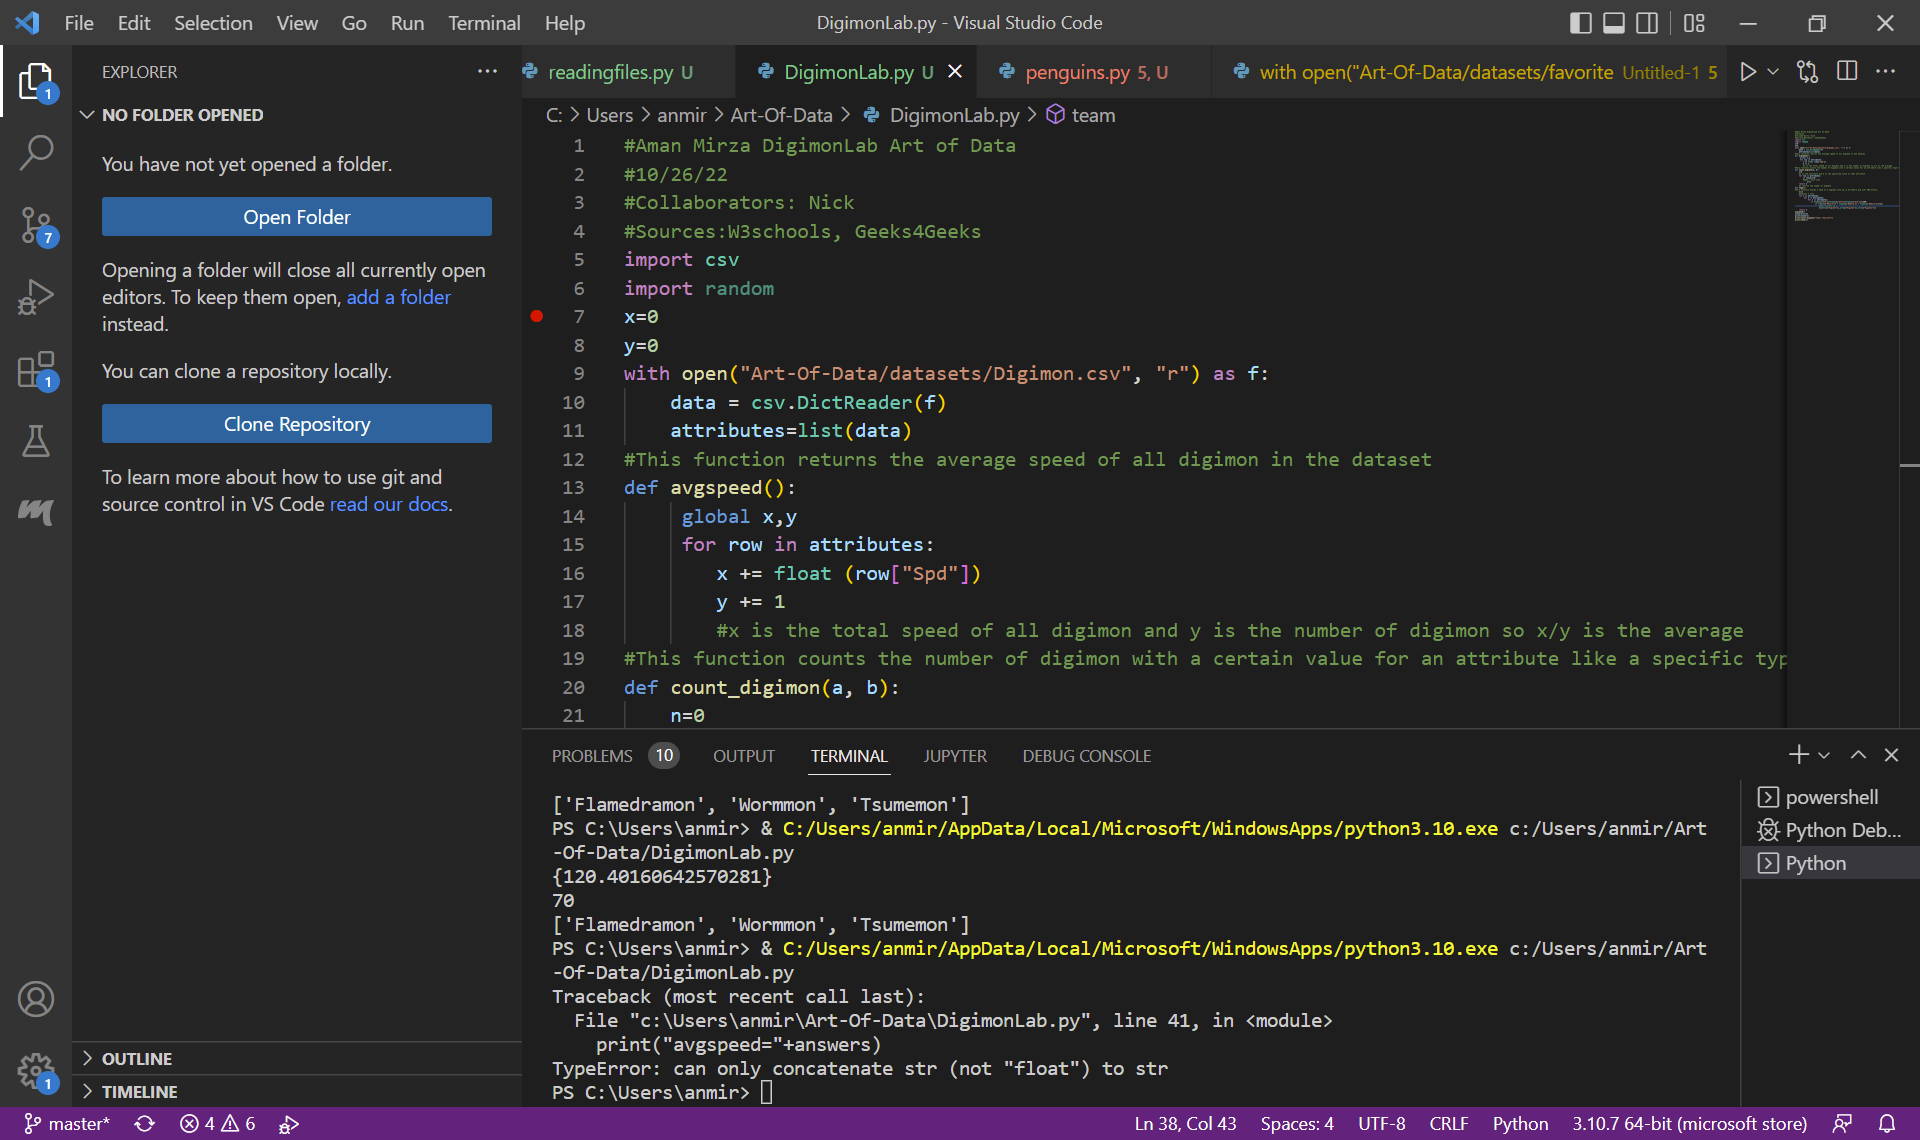 File Edit Selection View Go Run Terminal Help
DigimonLab.py - Visual Studio Code
EXPLORER
NO FOLDER OPENED
You have not yet opened a folder.
Open Folder
Opening a folder will close all currently open
editors. To keep them open, add a folder
instead.
You can clone a repository locally.
Clone Repository
To learn more about how to use git and
source control in VS Code read our docs.
OUTLINE
TIMELINE
1
7
1
1
readingfiles.py U
DigimonLab.py U
penguins.py 5, U
with open("Art-Of-Data/datasets/favorite Untitled-1 5
C: > Users > anmir > Art-Of-Data > DigimonLab.py > team
1 #Aman Mirza DigimonLab Art of Data
2 #10/26/22
3 #Collaborators: Nick
4 #Sources:W3schools, Geeks4Geeks
5 import csv
6 import random
7 x=0
8 y=0
9 with open("Art-Of-Data/datasets/Digimon.csv", "r") as f:
10 data = csv.DictReader(f)
11 attributes=list(data)
12 #This function returns the average speed of all digimon in the dataset
13 def avgspeed():
14 global x,y
15 for row in attributes:
16 x += float (row["Spd"])
17 y += 1
18 #x is the total speed of all digimon and y is the number of digimon so x/y is the average
19 #This function counts the number of digimon with a certain value for an attribute like a specific typ
20 def count_digimon(a, b):
21 n=0
PROBLEMS 10 OUTPUT TERMINAL JUPYTER DEBUG CONSOLE
['Flamedramon', 'Wormmon', 'Tsumemon']
PS C:\Users\anmir> & C:/Users/anmir/AppData/Local/Microsoft/WindowsApps/python3.10.exe c:/Users/anmir/Art
-Of-Data/DigimonLab.py
{120.40160642570281}
70
['Flamedramon', 'Wormmon', 'Tsumemon']
PS C:\Users\anmir> & C:/Users/anmir/AppData/Local/Microsoft/WindowsApps/python3.10.exe c:/Users/anmir/Art
-Of-Data/DigimonLab.py
Traceback (most recent call last):
File "c:\Users\anmir\Art-Of-Data\DigimonLab.py", line 41, in <module>
print("avgspeed="+answers)
TypeError: can only concatenate str (not "float") to str
PS C:\Users\anmir>
powershell
Python Deb...
Python
master* 4 6
Ln 38, Col 43 Spaces: 4 UTF-8 CRLF Python 3.10.7 64-bit (microsoft store)